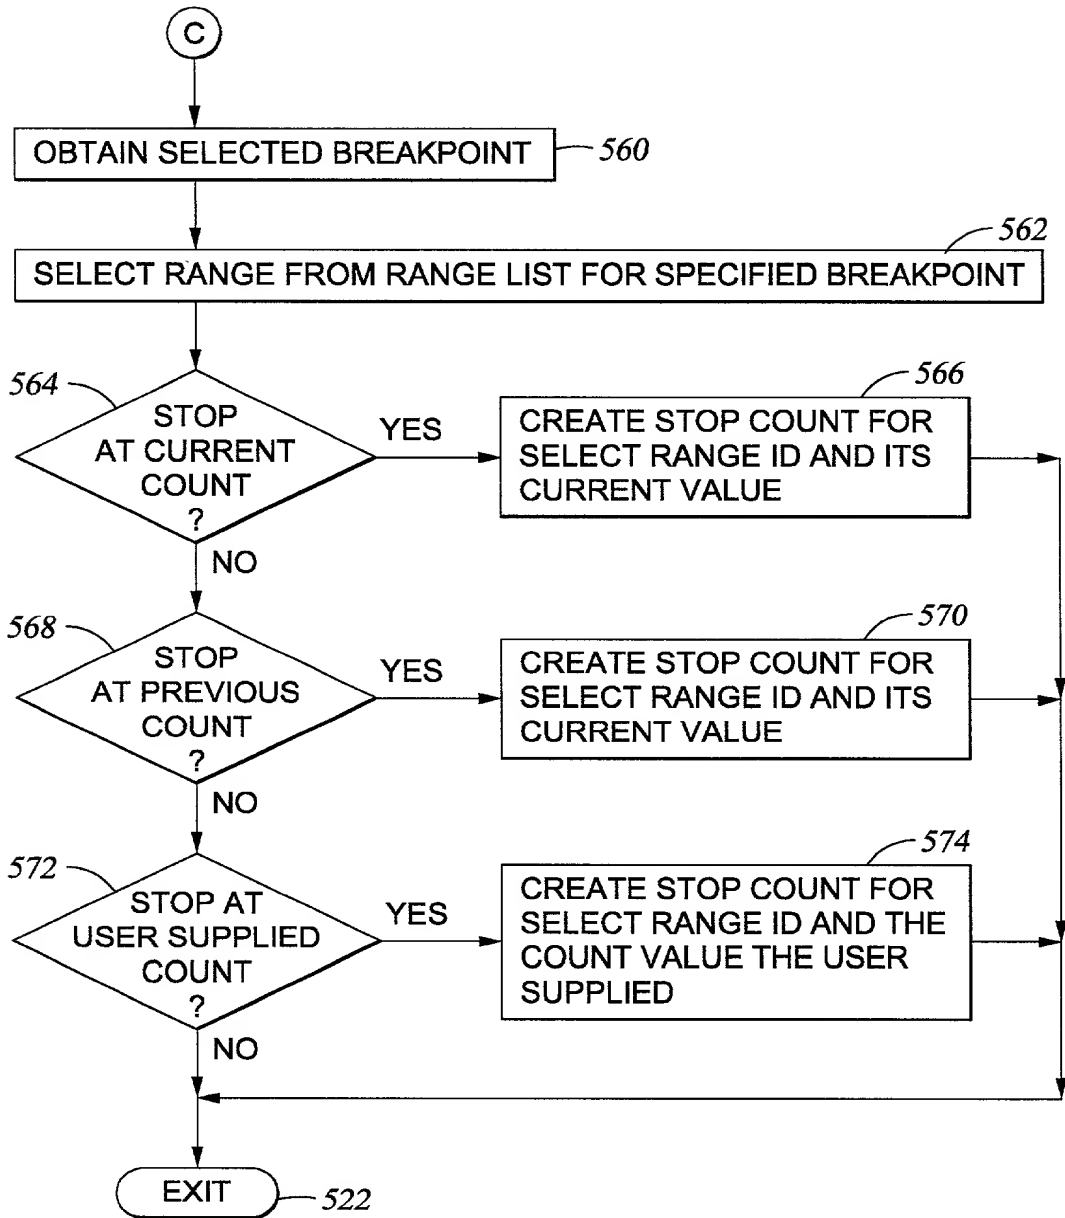 C
OBTAIN SELECTED BREAKPOINT
560
562
SELECT RANGE FROM RANGE LIST FOR SPECIFIED BREAKPOINT
564
STOP
AT CURRENT
COUNT
?
YES
NO
566
CREATE STOP COUNT FOR
SELECT RANGE ID AND ITS
CURRENT VALUE
568
STOP
AT PREVIOUS
COUNT
?
YES
NO
570
CREATE STOP COUNT FOR
SELECT RANGE ID AND ITS
CURRENT VALUE
572
STOP AT
USER SUPPLIED
COUNT
?
YES
NO
574
CREATE STOP COUNT FOR
SELECT RANGE ID AND THE
COUNT VALUE THE USER
SUPPLIED
EXIT
522